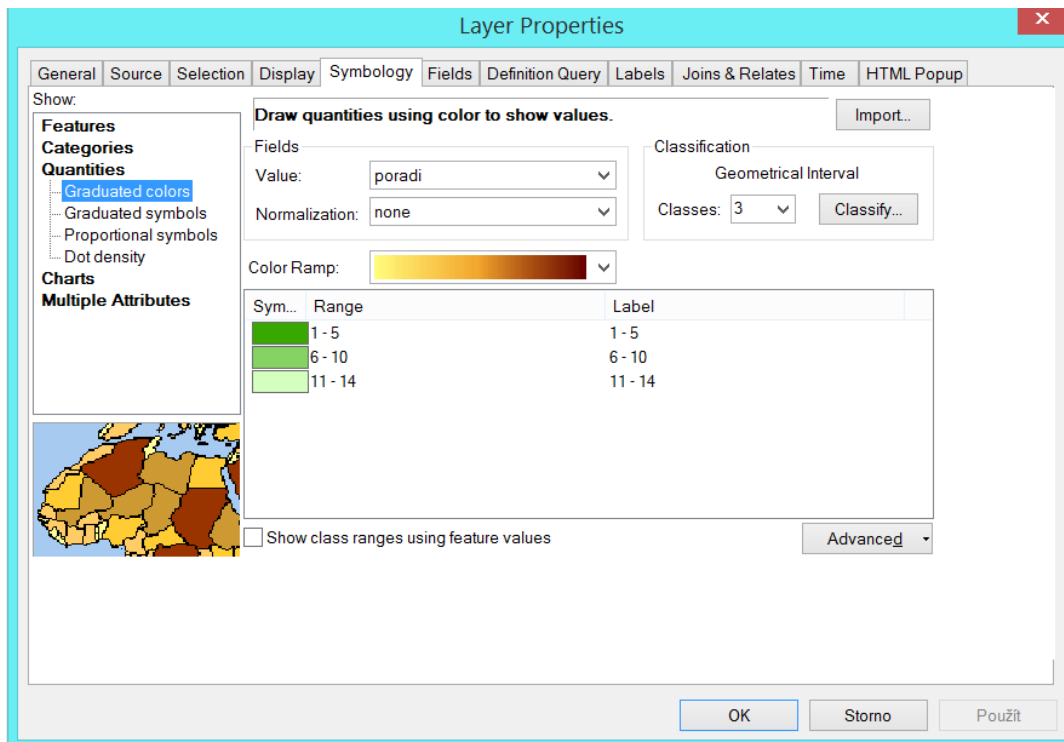 Layer Properties
X
General Source Selection Display Symbology Fields Definition Query Labels Joins & Relates Time HTML Popup
Show:
Features
Categories
Quantities
Graduated colors
Graduated symbols
Proportional symbols
Dot density
Charts
Multiple Attributes
Draw quantities using color to show values.
Import...
Fields
Value: poradi
Normalization: none
Classification
Geometrical Interval
Classes: 3 Classify...
Color Ramp:
Sym... Range Label
1 - 5 1 - 5
6 - 10 6 - 10
11 - 14 11 - 14
Show class ranges using feature values
Advanced
OK Storno Použít